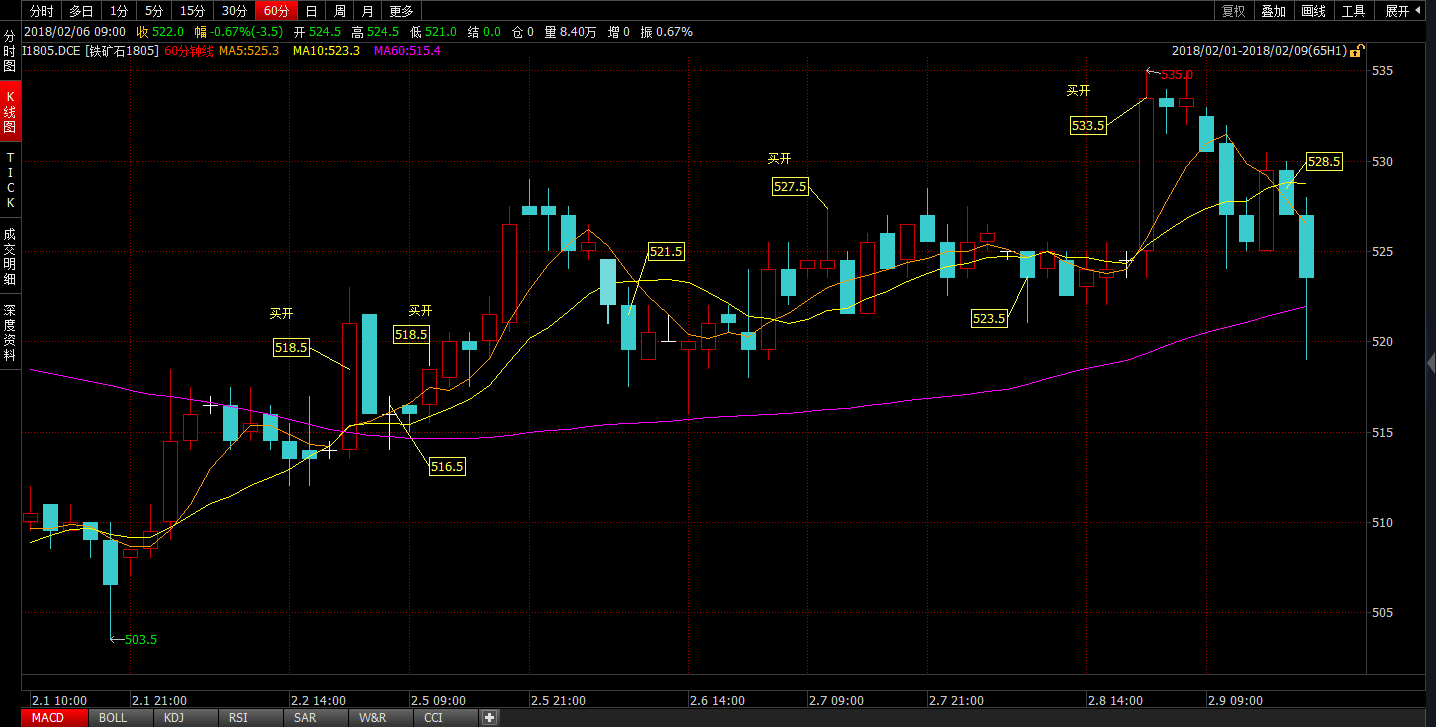 分时 多日 1分 5分 15分 30分 60分 日 周 月 更多 复权 叠加 画线 工具 展开
2018/02/06 09:00 收 522.0 幅 -0.67%(-3.5) 开 524.5 高 524.5 低 521.0 结 0.0 仓 0 量 8.40万 增 0 振 0.67%
I1805.DCE [铁矿石1805] 60分钟线 MA5:525.3 MA10:523.3 MA60:515.4 2018/02/01-2018/02/09(65H1)
分时图
K线图
TICK
成交明细
深度资料
535
535.0
买开
533.5
买开
530
528.5
527.5
525
521.5
523.5
买开
买开
518.5
518.5
520
515
516.5
510
505
503.5
2.1 10:00 2.1 21:00 2.2 14:00 2.5 09:00 2.5 21:00 2.6 14:00 2.7 09:00 2.7 21:00 2.8 14:00 2.9 09:00
MACD BOLL KDJ RSI SAR W&R CCI